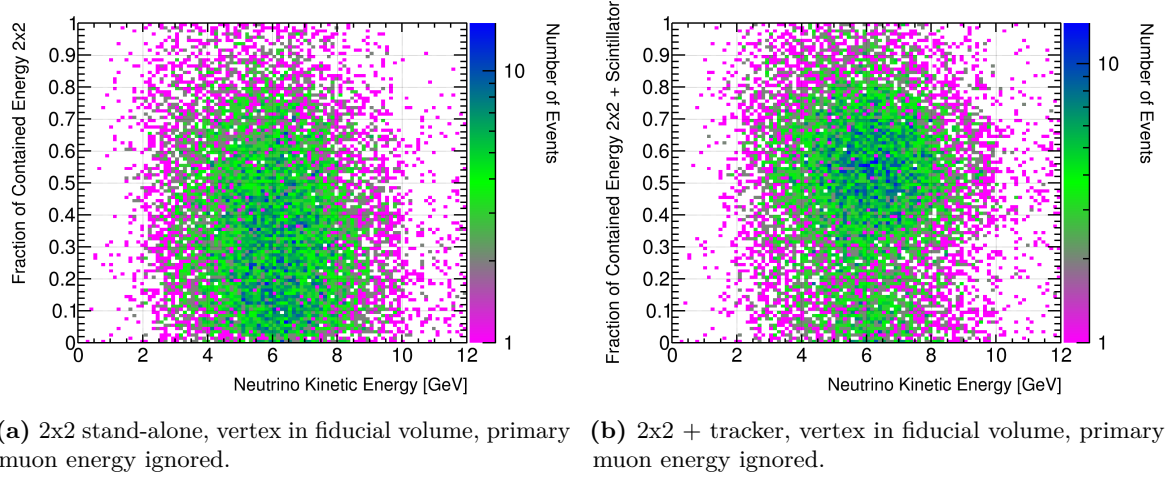 Fraction of Contained Energy 2x2
1
0.9
0.8
0.7
0.6
0.5
0.4
0.3
0.2
0.1
0
0 2 4 6 8 10 12
Neutrino Kinetic Energy [GeV]
10
1
Number of Events
Fraction of Contained Energy 2x2 + Scintillator
1
0.9
0.8
0.7
0.6
0.5
0.4
0.3
0.2
0.1
0
0 2 4 6 8 10 12
Neutrino Kinetic Energy [GeV]
10
1
Number of Events
(a) 2x2 stand-alone, vertex in fiducial volume, primary
muon energy ignored.
(b) 2x2 + tracker, vertex in fiducial volume, primary
muon energy ignored.